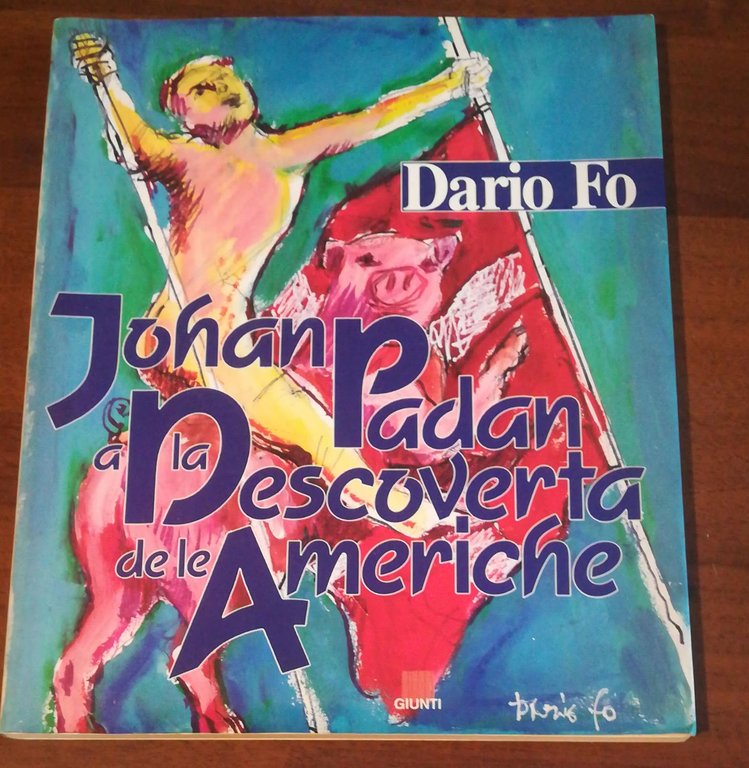 Dario Fo
Johan Padan
a la Descoverta
de le Americhe
GIUNTI
Dario fo